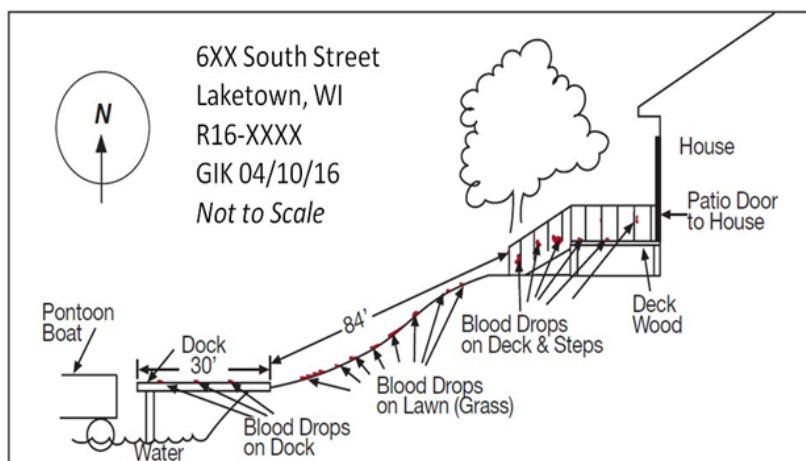 6XX South Street
Laketown, WI
R16-XXXX
GIK 04/10/16
Not to Scale
N
House
Patio Door
to House
Deck
Wood
Blood Drops
on Deck & Steps
84'
Pontoon
Boat
Dock
30'
Blood Drops
on Lawn (Grass)
Blood Drops
on Dock
Water